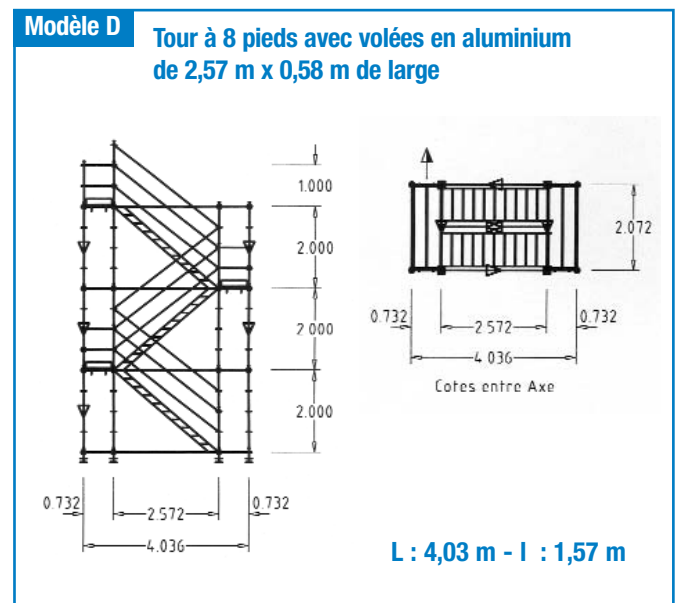 Modèle D
Tour à 8 pieds avec volées en aluminium
de 2,57 m x 0,58 m de large
1.000
2.000
2 000
2.000
0.732
2.572
0.732
4.036
2.072
0.732
2.572
0.732
4 036
Cotes entre Axe
L : 4,03 m - l : 1,57 m